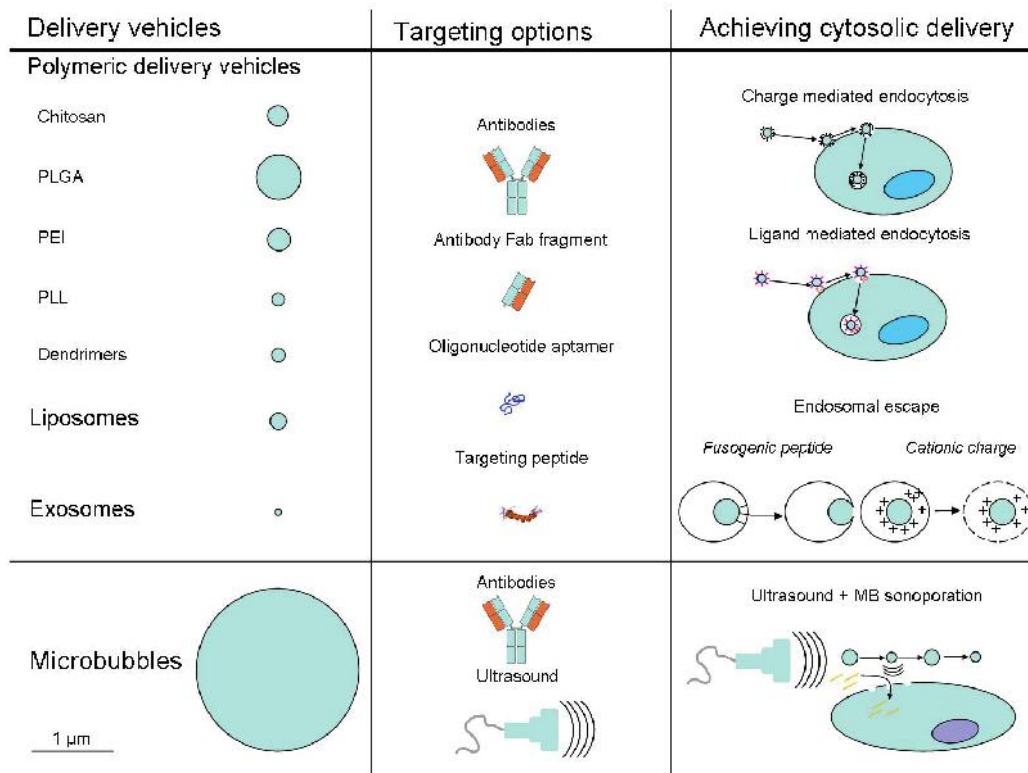 Delivery vehicles
Targeting options
Achieving cytosolic delivery
Polymeric delivery vehicles
Chitosan
PLGA
PEI
PLL
Dendrimers
Liposomes
Exosomes
Antibodies
Antibody Fab fragment
Oligonucleotide aptamer
Targeting peptide
Charge mediated endocytosis
Ligand mediated endocytosis
Endosomal escape
Fusogenic peptide
Cationic charge
Microbubbles
1 μm
Antibodies
Ultrasound
Ultrasound + MB sonoporation